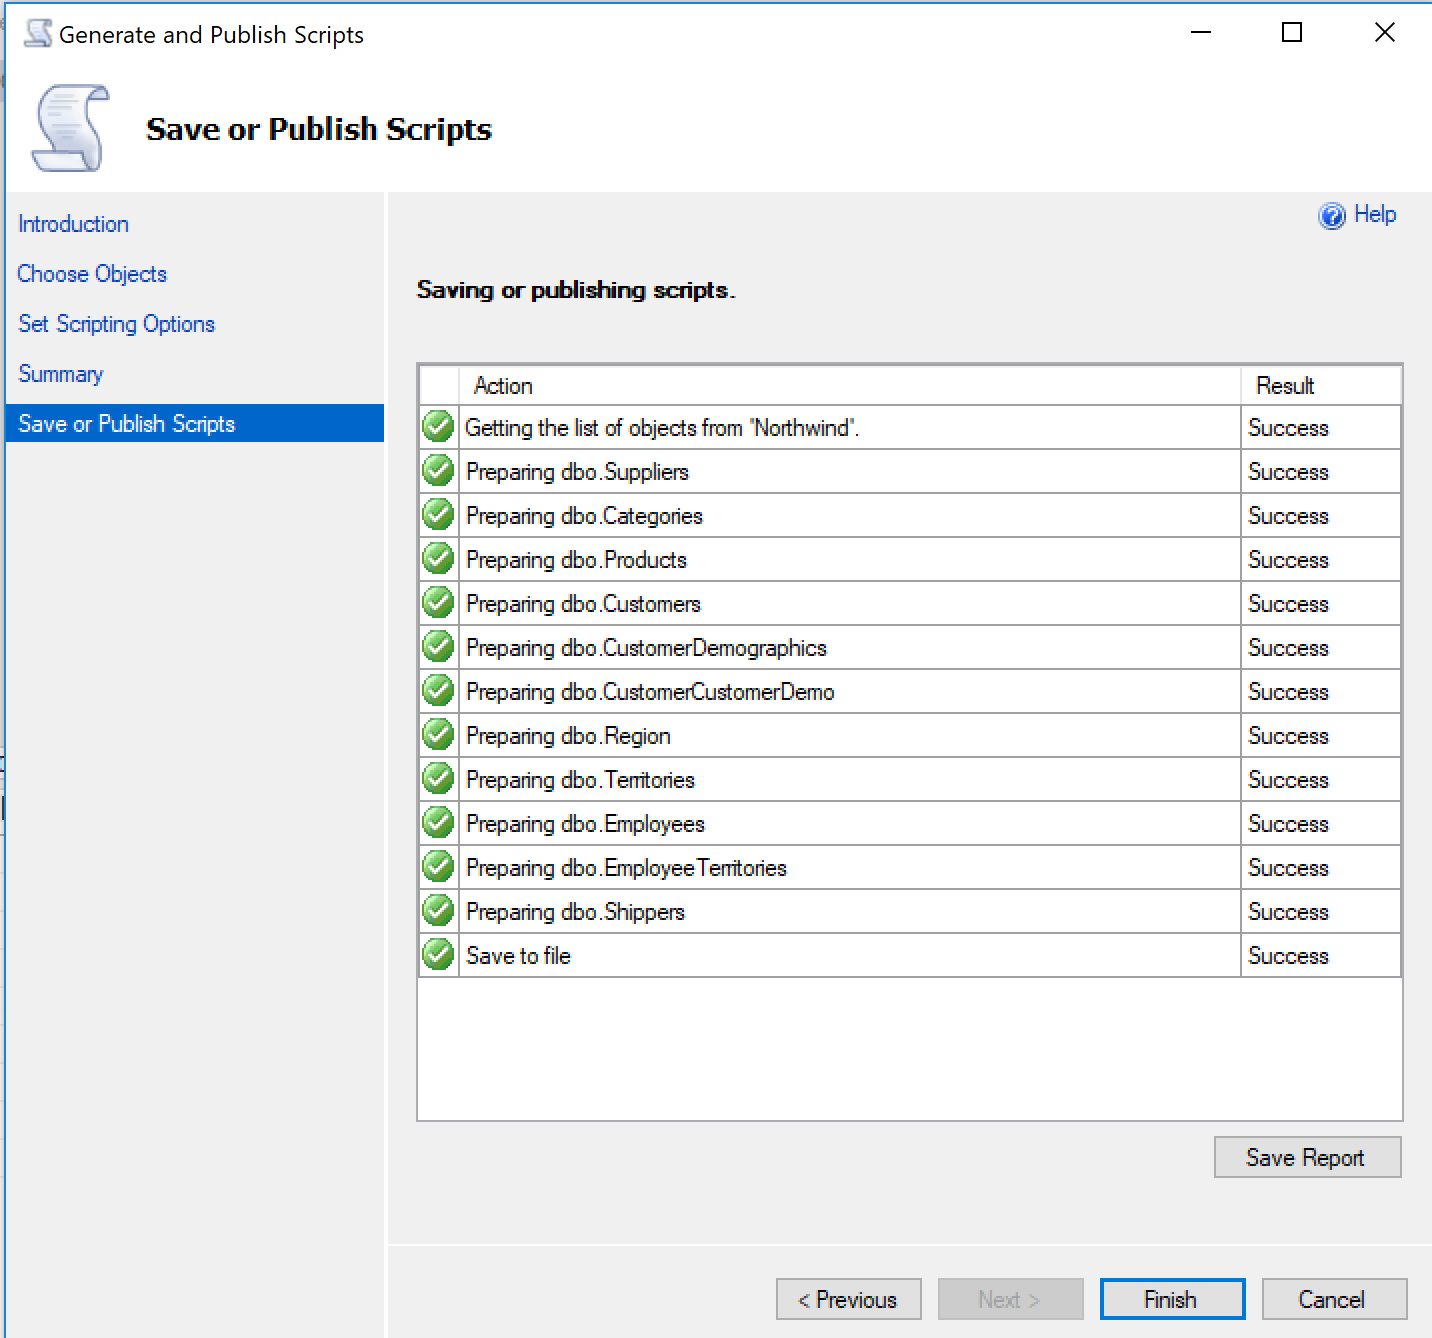 Generate and Publish Scripts
Save or Publish Scripts
Introduction
Choose Objects
Set Scripting Options
Summary
Save or Publish Scripts
Help
Saving or publishing scripts.
Action Result
Getting the list of objects from 'Northwind'. Success
Preparing dbo.Suppliers Success
Preparing dbo.Categories Success
Preparing dbo.Products Success
Preparing dbo.Customers Success
Preparing dbo.CustomerDemographics Success
Preparing dbo.CustomerCustomerDemo Success
Preparing dbo.Region Success
Preparing dbo.Territories Success
Preparing dbo.Employees Success
Preparing dbo.EmployeeTerritories Success
Preparing dbo.Shippers Success
Save to file Success
Save Report
< Previous Next > Finish Cancel